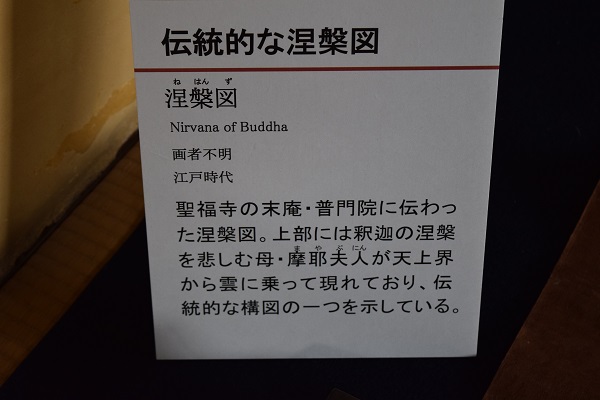 伝統的な涅槃図
ね はん ず
涅槃図
Nirvana of Buddha
画者不明
江戸時代
聖福寺の末庵・普門院に伝わっ
た涅槃図。上部には釈迦の涅槃
ま や ぶ にん
を悲しむ母・摩耶夫人が天上界
から雲に乗って現れており、伝
統的な構図の一つを示している。